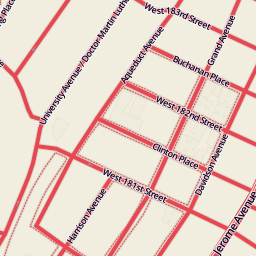 West 183rd Street
Grand Avenue
Aqueduct Avenue
University Avenue / Doctor Martin Luth
Buchanan Place
West 182nd Street
Clinton Place
Davidson Avenue
West 181st Street
Harrison Avenue
Jerome Avenue